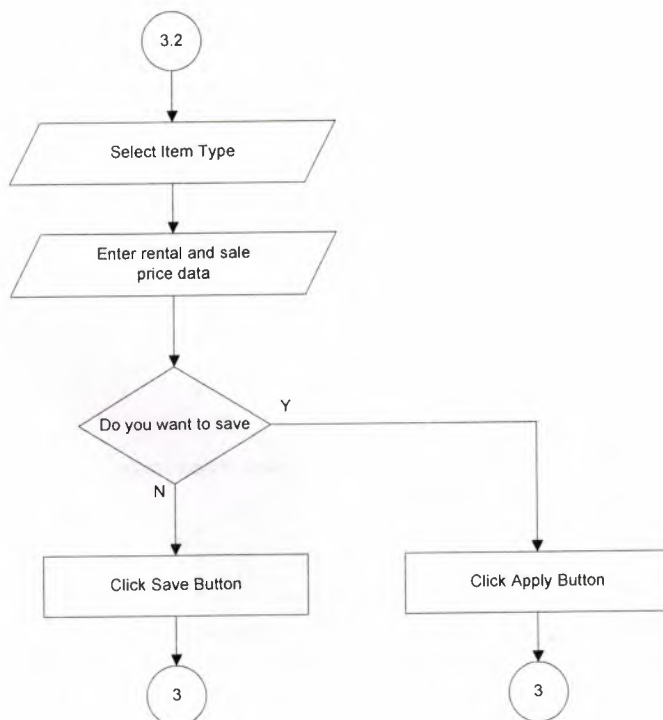 3.2
Select Item Type
Enter rental and sale
price data
Do you want to save
Y
N
Click Save Button
Click Apply Button
3
3